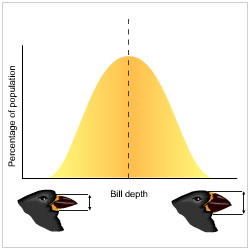 Percentage of population
Bill depth